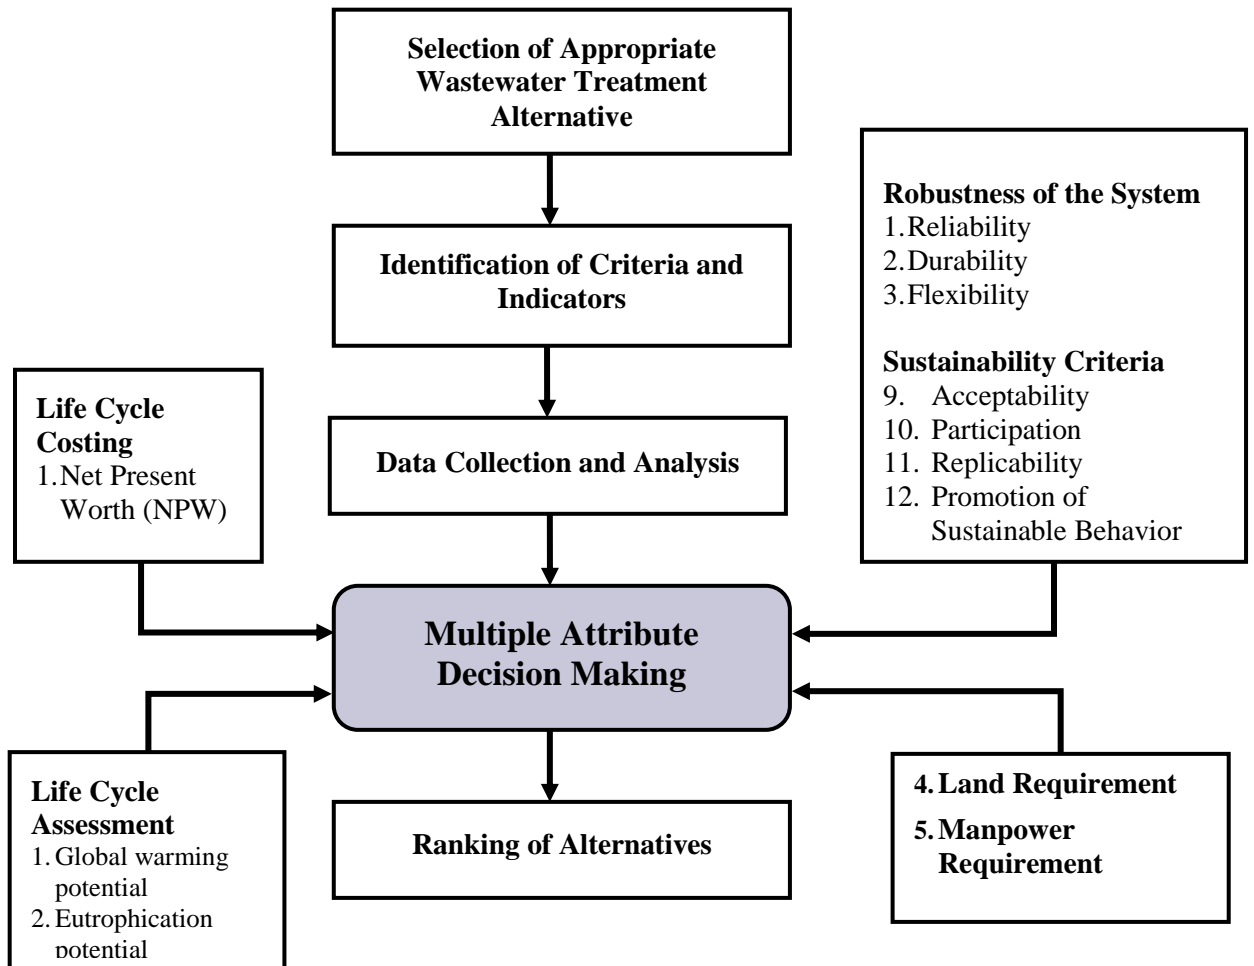 Selection of Appropriate
Wastewater Treatment
Alternative
Identification of Criteria and
Indicators
Data Collection and Analysis
Multiple Attribute
Decision Making
Ranking of Alternatives
Life Cycle
Costing
1. Net Present
Worth (NPW)
Life Cycle
Assessment
1. Global warming
potential
2. Eutrophication
potential
Robustness of the System
1. Reliability
2. Durability
3. Flexibility
Sustainability Criteria
9. Acceptability
10. Participation
11. Replicability
12. Promotion of
Sustainable Behavior
4. Land Requirement
5. Manpower
Requirement